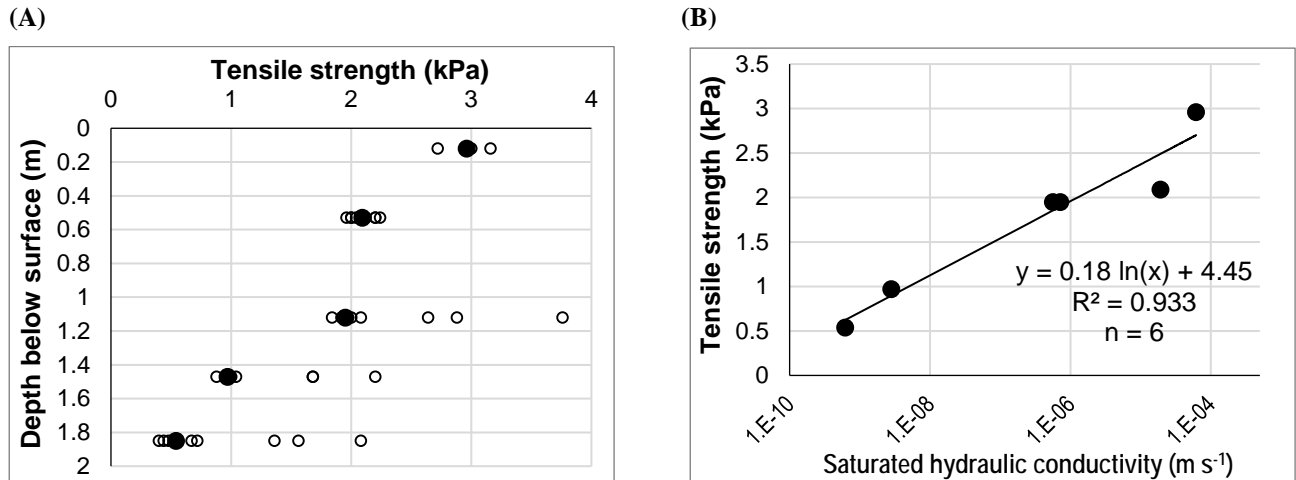 (A)
Tensile strength (kPa)
0 1 2 3 4
Depth below surface (m)
0
0.2
0.4
0.6
0.8
1
1.2
1.4
1.6
1.8
2
(B)
Tensile strength (kPa)
3.5
3
2.5
2
1.5
1
0.5
0
y = 0.18 ln(x) + 4.45
R² = 0.933
n = 6
1.E-10 1.E-08 1.E-06 1.E-04
Saturated hydraulic conductivity (m s⁻¹)